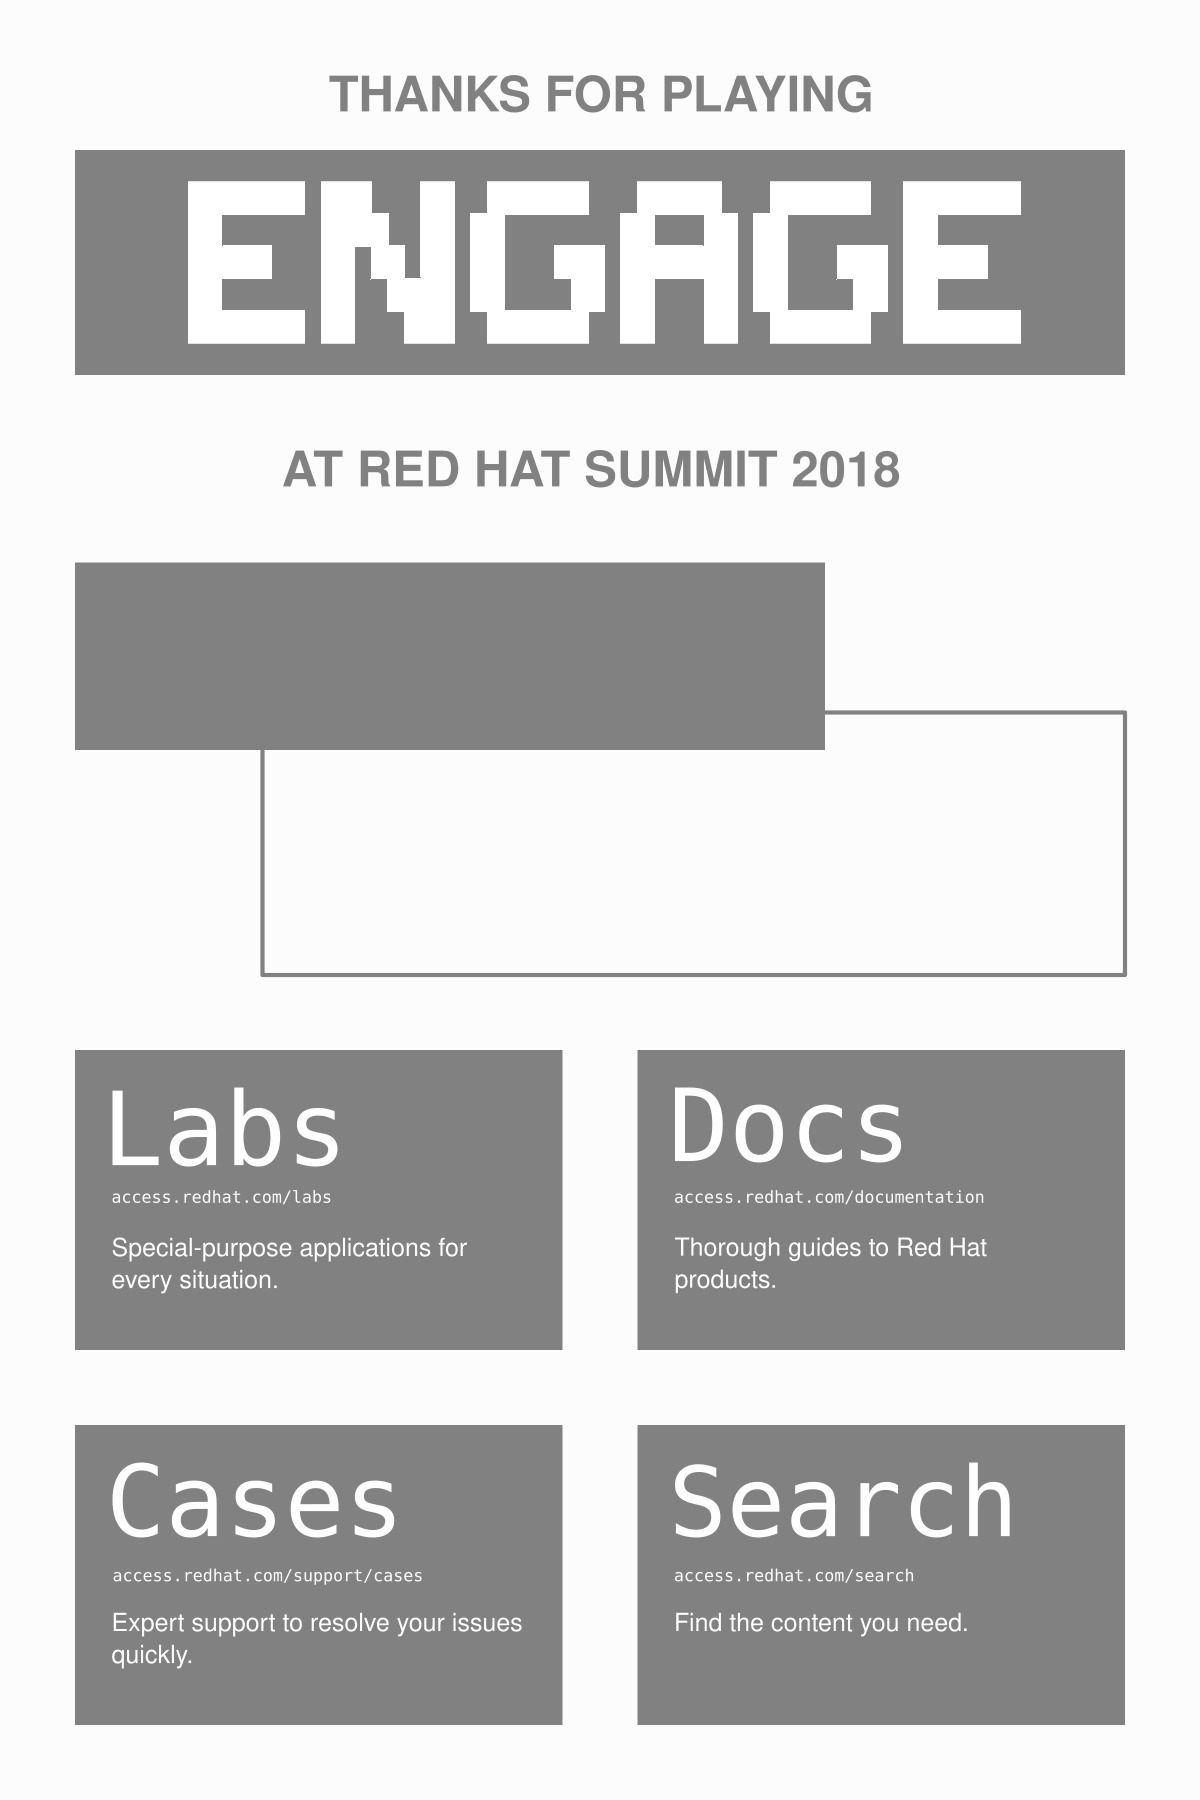 THANKS FOR PLAYING
ENGAGE
AT RED HAT SUMMIT 2018
Labs
access.redhat.com/labs
Special-purpose applications for
every situation.
Docs
access.redhat.com/documentation
Thorough guides to Red Hat
products.
Cases
access.redhat.com/support/cases
Expert support to resolve your issues
quickly.
Search
access.redhat.com/search
Find the content you need.